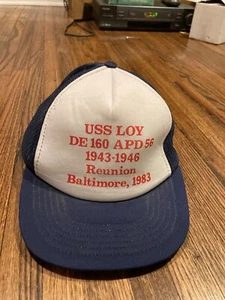 USS LOY
DE 160 APD 56
1943-1946
Reunion
Baltimore, 1983